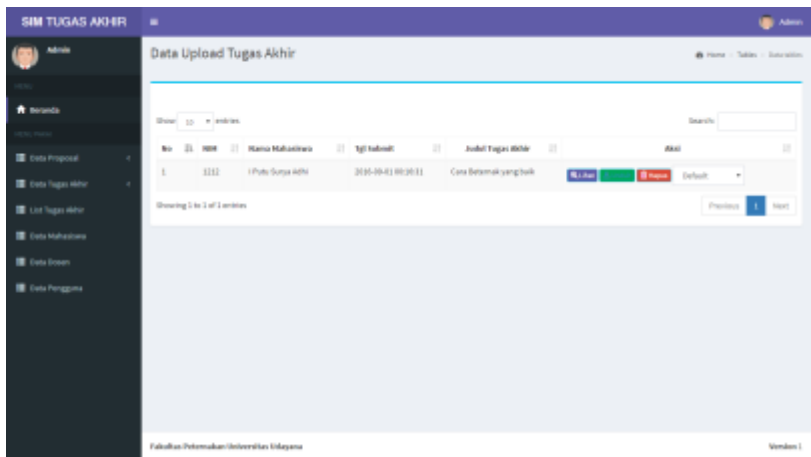 SIM TUGAS AKHIR
Admin
Admin
Data Upload Tugas Akhir
Home Tables Data tables
MENU
Beranda
Data Proposal
Data Tugas Akhir
List Tugas Akhir
Data Mahasiswa
Data Dosen
Data Pengguna
Show 10 entries
Search:
No NIM Nama Mahasiswa Tgl Submit Judul Tugas Akhir Aksi
1 1212 I Putu Surya Adhi Cara Beternak yang baik Lihat Hapus Default
Showing 1 to 1 of 1 entries
Previous 1 Next
Fakultas Peternakan Universitas Udayana
Version 1